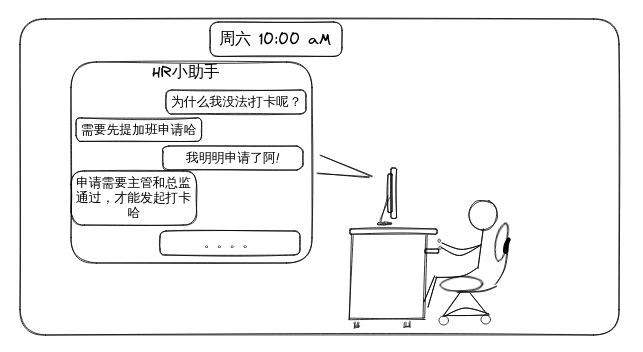 周六 10:00 aM
HR小助手
为什么我没法打卡呢？
需要先提加班申请哈
我明明申请了阿!
申请需要主管和总监
通过，才能发起打卡
哈
。。。。